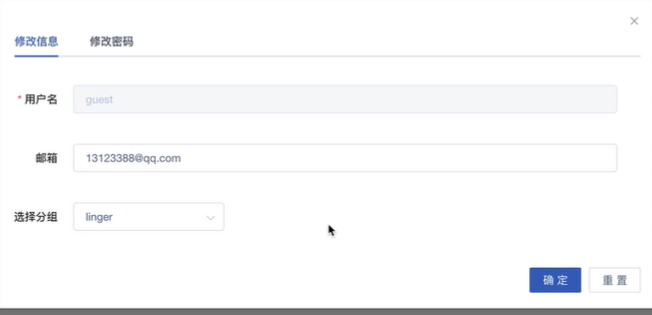 修改信息 修改密码
* 用户名 guest
邮箱 13123388@qq.com
选择分组 linger
确 定 重 置